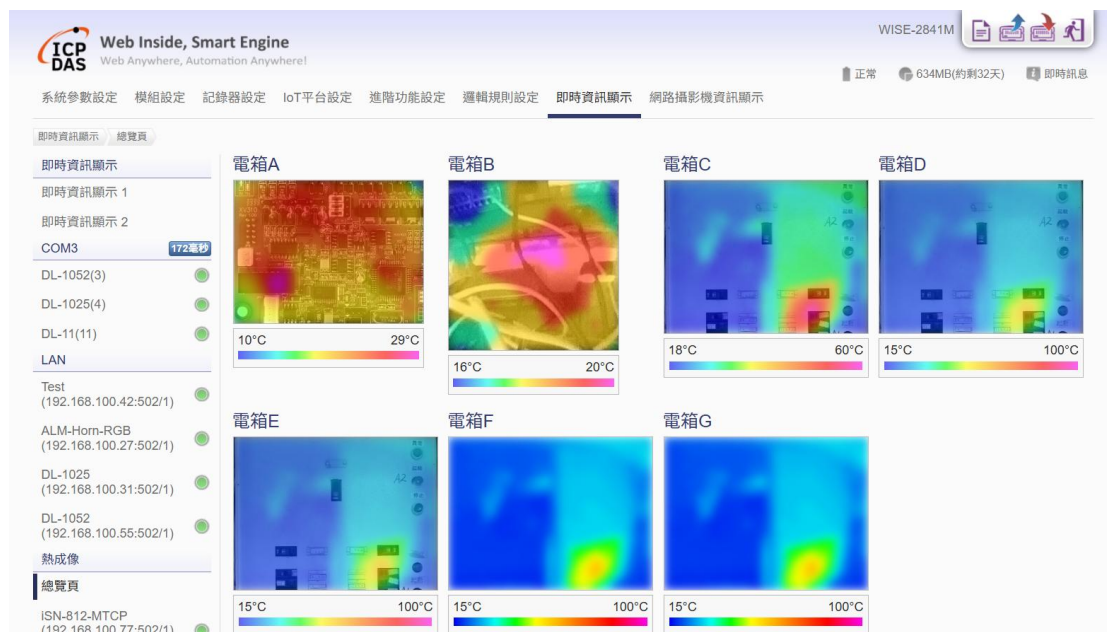 ICP
DAS
Web Inside, Smart Engine
Web Anywhere, Automation Anywhere!
WISE-2841M
正常
634MB(約剩32天)
即時訊息
系統參數設定 模組設定 記錄器設定 IoT平台設定 進階功能設定 邏輯規則設定 即時資訊顯示 網路攝影機資訊顯示
即時資訊顯示 總覽頁
即時資訊顯示
即時資訊顯示 1
即時資訊顯示 2
COM3 172毫秒
DL-1052(3)
DL-1025(4)
DL-11(11)
LAN
Test
(192.168.100.42:502/1)
ALM-Horn-RGB
(192.168.100.27:502/1)
DL-1025
(192.168.100.31:502/1)
DL-1052
(192.168.100.55:502/1)
熱成像
總覽頁
iSN-812-MTCP
(192.168.100.77:502/1)
電箱A
10°C 29°C
電箱B
16°C 20°C
電箱C
A2
18°C 60°C
電箱D
A2
15°C 100°C
電箱E
A2
15°C 100°C
電箱F
15°C 100°C
電箱G
15°C 100°C